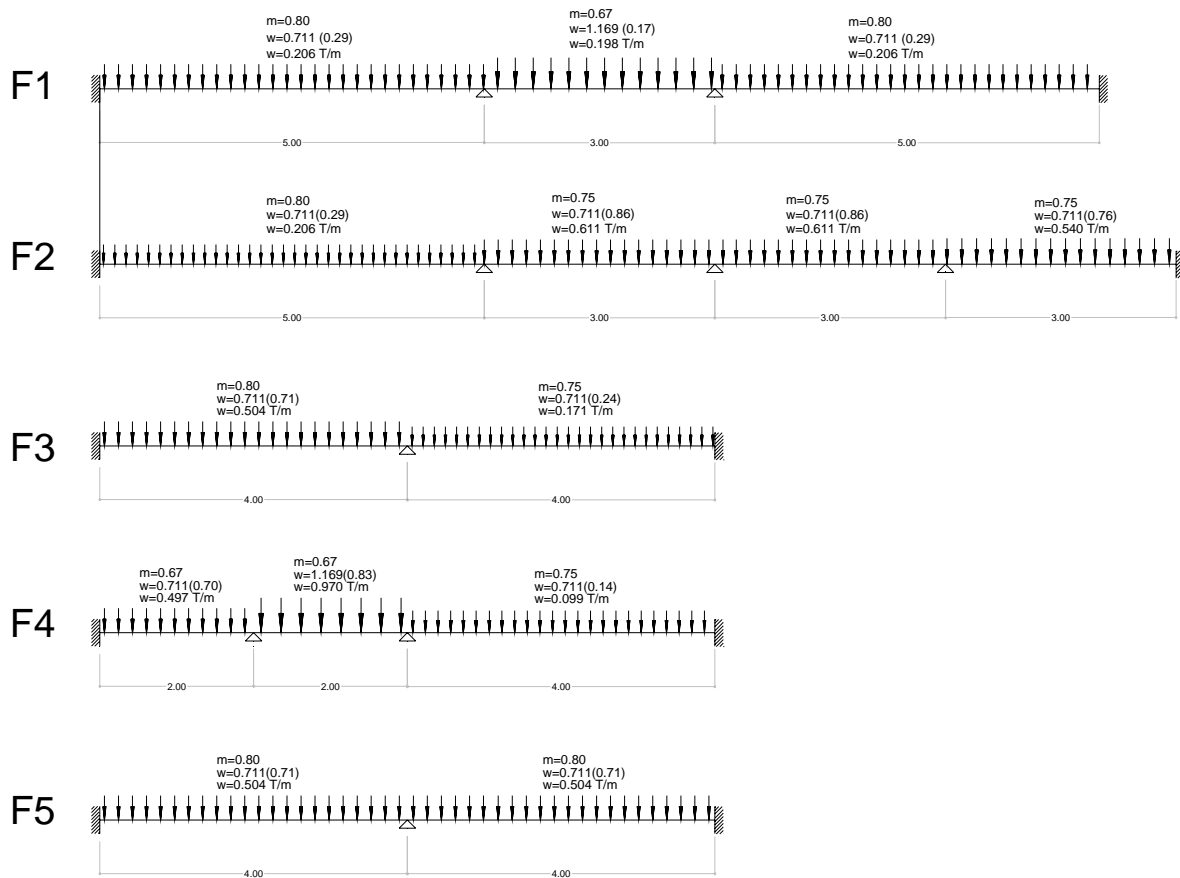 m=0.80
w=0.711 (0.29)
w=0.206 T/m
m=0.67
w=1.169 (0.17)
w=0.198 T/m
m=0.80
w=0.711 (0.29)
w=0.206 T/m
F1
5.00
3.00
5.00
m=0.80
w=0.711(0.29)
w=0.206 T/m
m=0.75
w=0.711(0.86)
w=0.611 T/m
m=0.75
w=0.711(0.86)
w=0.611 T/m
m=0.75
w=0.711(0.76)
w=0.540 T/m
F2
5.00
3.00
3.00
3.00
m=0.80
w=0.711(0.71)
w=0.504 T/m
m=0.75
w=0.711(0.24)
w=0.171 T/m
F3
4.00
4.00
m=0.67
w=0.711(0.70)
w=0.497 T/m
m=0.67
w=1.169(0.83)
w=0.970 T/m
m=0.75
w=0.711(0.14)
w=0.099 T/m
F4
2.00
2.00
4.00
m=0.80
w=0.711(0.71)
w=0.504 T/m
m=0.80
w=0.711(0.71)
w=0.504 T/m
F5
4.00
4.00